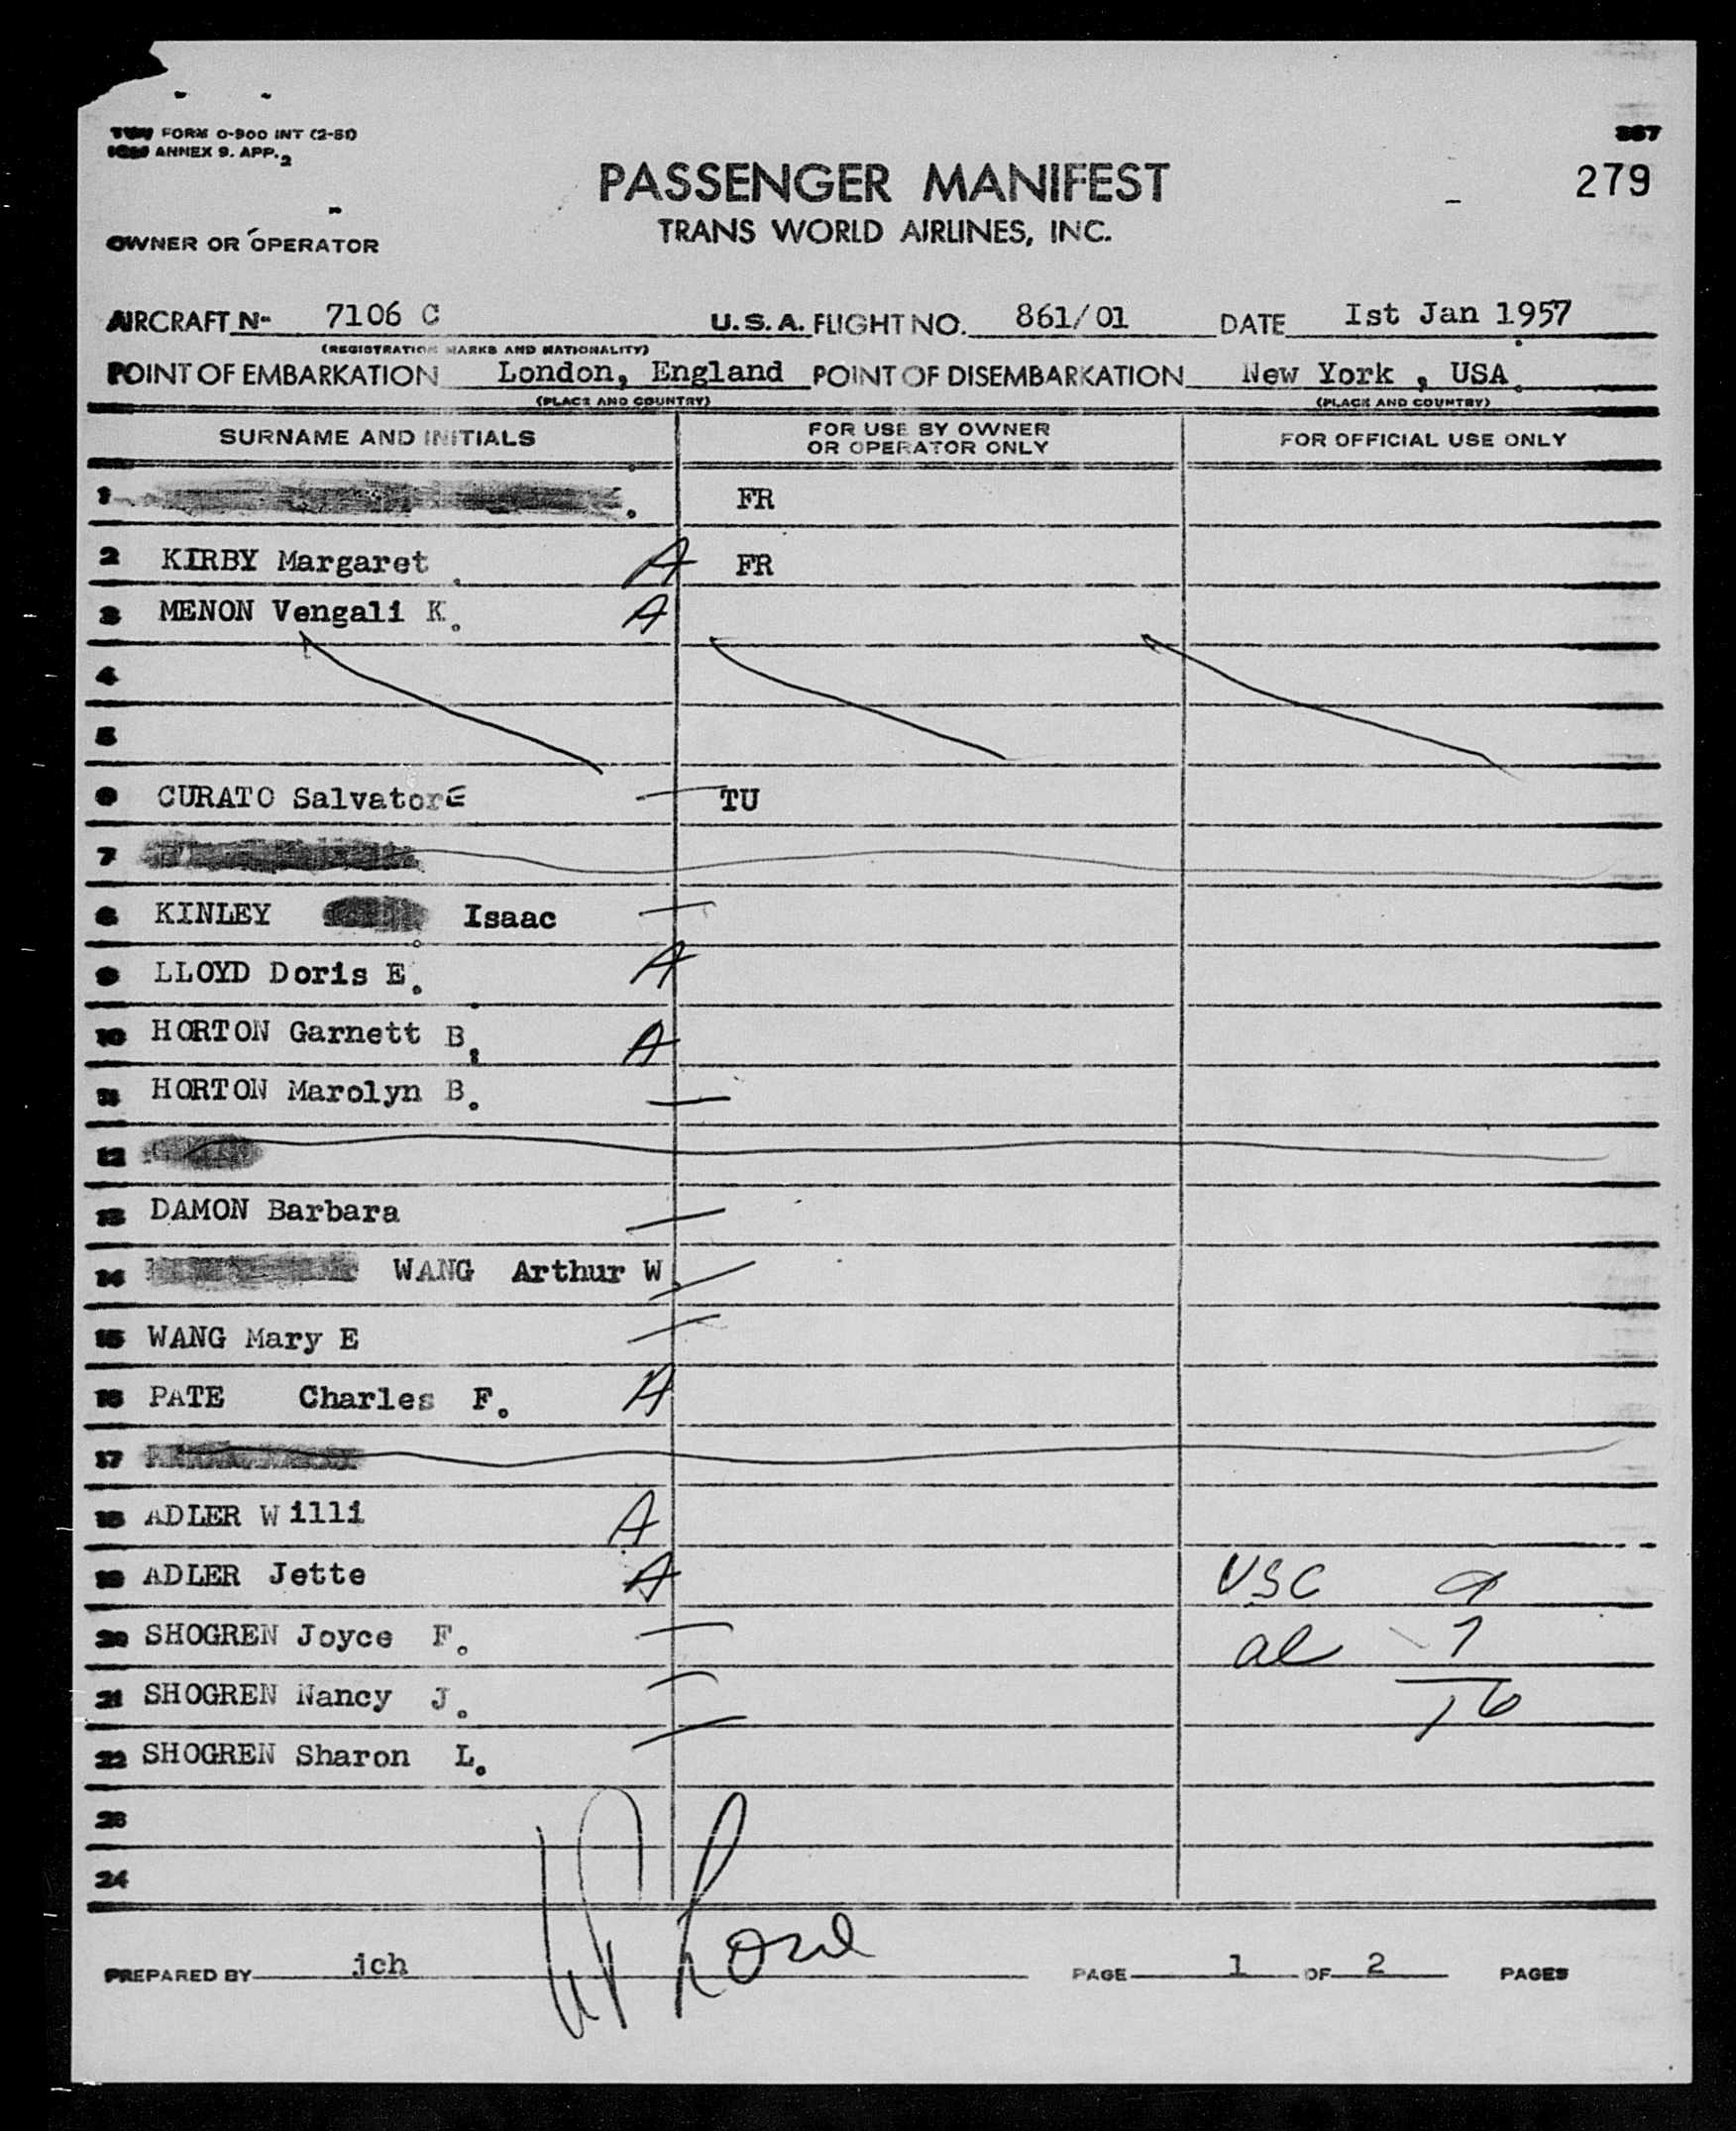 FORM O-900 INT (2-51)
ANNEX 9. APP. 2
279
PASSENGER MANIFEST
TRANS WORLD AIRLINES, INC.
OWNER OR OPERATOR
AIRCRAFT N- 7106 C U.S.A. FLIGHT NO. 861/01 DATE Ist Jan 1957
(REGISTRATION MARKS AND NATIONALITY)
POINT OF EMBARKATION London, England POINT OF DISEMBARKATION New York , USA.
(PLACE AND COUNTRY) (PLACE AND COUNTRY)
SURNAME AND INITIALS FOR USE BY OWNER OR OPERATOR ONLY FOR OFFICIAL USE ONLY
1 FR
2 KIRBY Margaret A FR
3 MENON Vengali K. A
4
5
6 CURATO Salvatore TU
7
8 KINLEY Isaac
9 LLOYD Doris E. A
10 HORTON Garnett B. A
11 HORTON Marolyn B.
12
13 DAMON Barbara
14 WANG Arthur W.
15 WANG Mary E
16 PATE Charles F. A
17
18 ADLER Willi A
19 ADLER Jette A USC 9
20 SHOGREN Joyce F. al 7
21 SHOGREN Nancy J. 16
22 SHOGREN Sharon L.
23
24
PREPARED BY jch PAGE 1 OF 2 PAGES